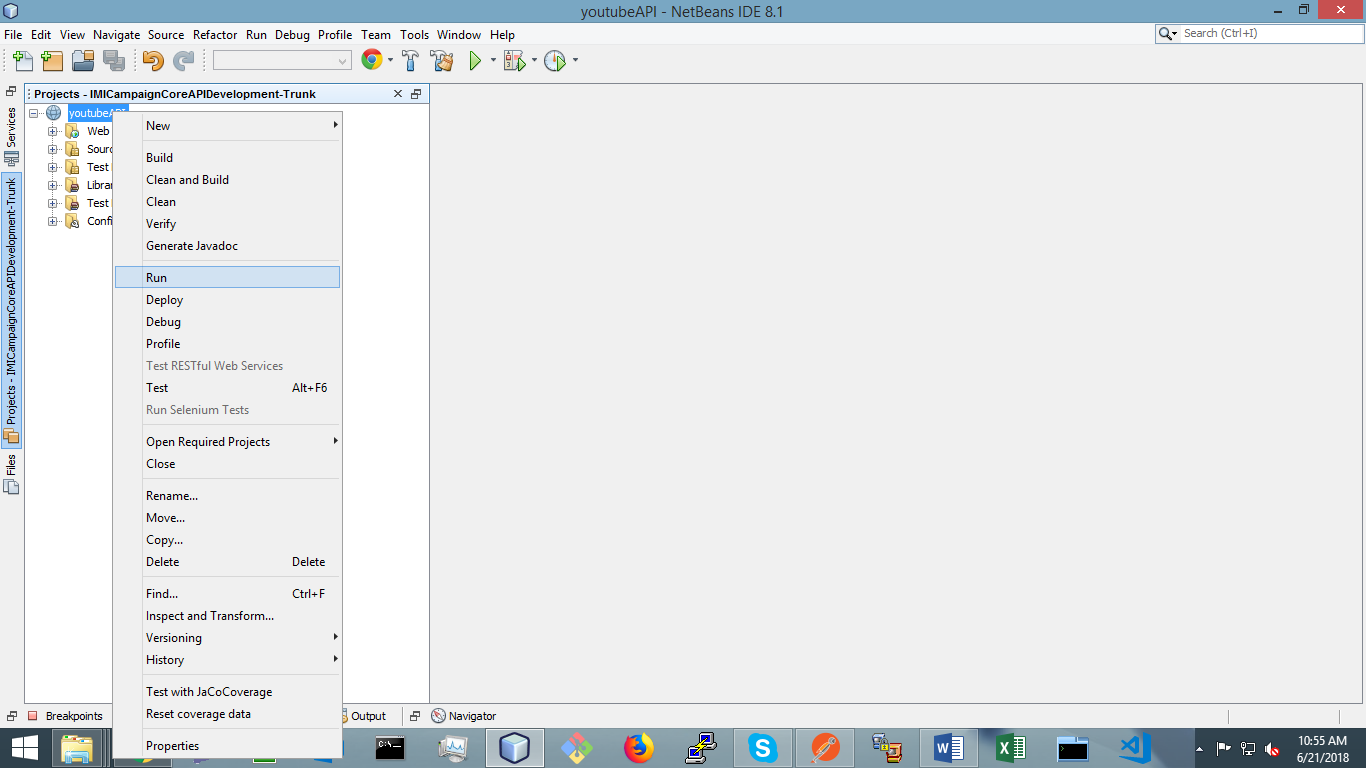 youtubeAPI - NetBeans IDE 8.1
File Edit View Navigate Source Refactor Run Debug Profile Team Tools Window Help
Search (Ctrl+I)
Services
Projects - IMICampaignCoreAPIDevelopment-Trunk
Files
Projects - IMICampaignCoreAPIDevelopment-Trunk
youtubeAPI
Web
Sour
Test
Librar
Test
Confi
New
Build
Clean and Build
Clean
Verify
Generate Javadoc
Run
Deploy
Debug
Profile
Test RESTful Web Services
Test Alt+F6
Run Selenium Tests
Open Required Projects
Close
Rename...
Move...
Copy...
Delete Delete
Find... Ctrl+F
Inspect and Transform...
Versioning
History
Test with JaCoCoverage
Reset coverage data
Properties
Breakpoints Output Navigator
10:55 AM
6/21/2018